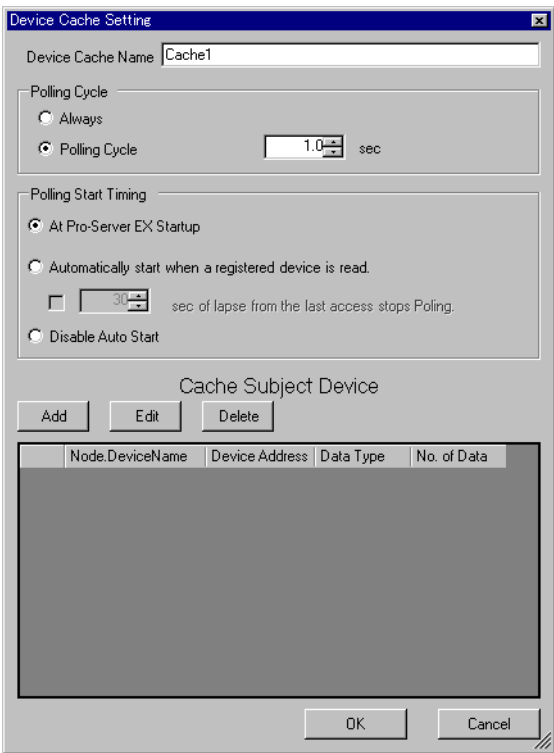 Device Cache Setting
Device Cache Name Cache1
Polling Cycle
Always
Polling Cycle 1.0 sec
Polling Start Timing
At Pro-Server EX Startup
Automatically start when a registered device is read.
30 sec of lapse from the last access stops Poling.
Disable Auto Start
Cache Subject Device
Add Edit Delete
Node.DeviceName Device Address Data Type No. of Data
OK Cancel